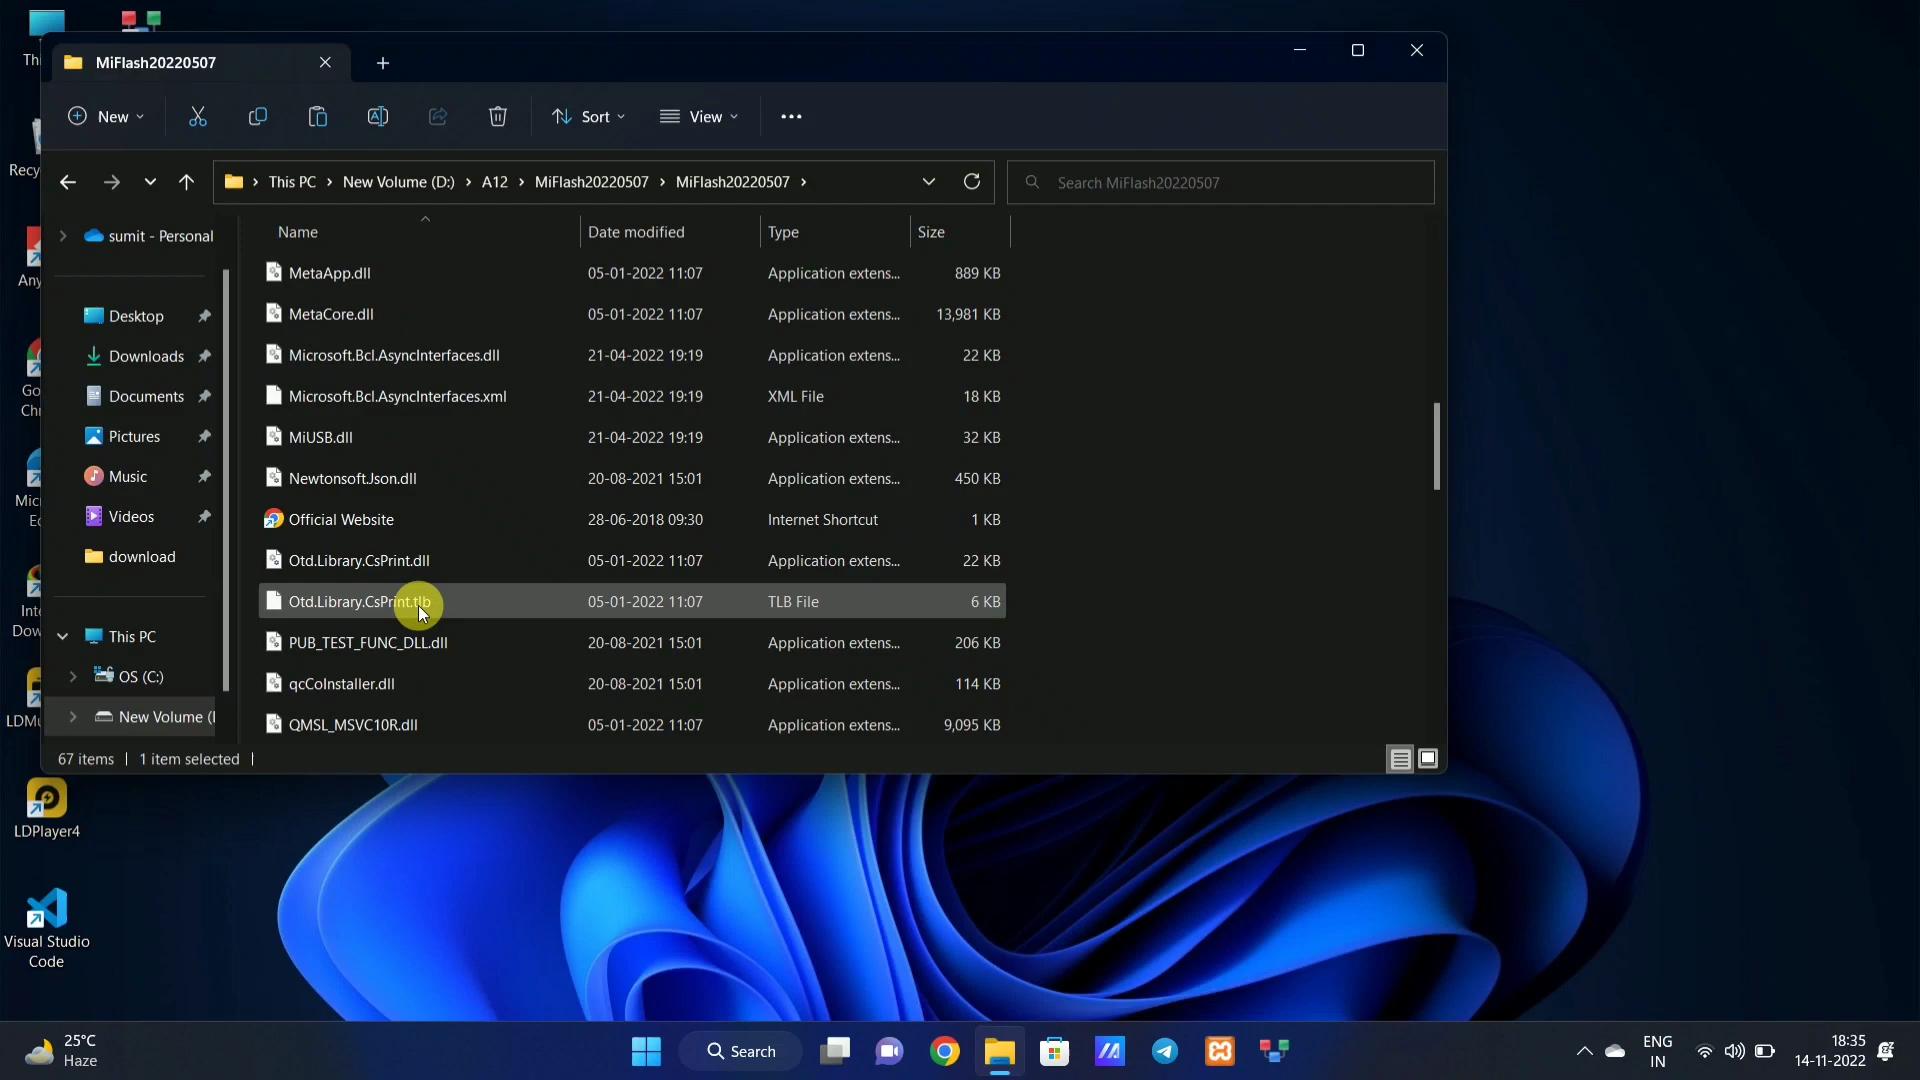 MiFlash20220507
New
Sort
View
This PC
New Volume (D:)
A12
MiFlash20220507
MiFlash20220507
Search MiFlash20220507
sumit - Personal
Desktop
Downloads
Documents
Pictures
Music
Videos
download
This PC
OS (C:)
New Volume (
Name Date modified Type Size
MetaApp.dll 05-01-2022 11:07 Application extens... 889 KB
MetaCore.dll 05-01-2022 11:07 Application extens... 13,981 KB
Microsoft.Bcl.AsyncInterfaces.dll 21-04-2022 19:19 Application extens... 22 KB
Microsoft.Bcl.AsyncInterfaces.xml 21-04-2022 19:19 XML File 18 KB
MiUSB.dll 21-04-2022 19:19 Application extens... 32 KB
Newtonsoft.Json.dll 20-08-2021 15:01 Application extens... 450 KB
Official Website 28-06-2018 09:30 Internet Shortcut 1 KB
Otd.Library.CsPrint.dll 05-01-2022 11:07 Application extens... 22 KB
Otd.Library.CsPrint.tlb 05-01-2022 11:07 TLB File 6 KB
PUB_TEST_FUNC_DLL.dll 20-08-2021 15:01 Application extens... 206 KB
qcCoInstaller.dll 20-08-2021 15:01 Application extens... 114 KB
QMSL_MSVC10R.dll 05-01-2022 11:07 Application extens... 9,095 KB
67 items 1 item selected
Thi
Recy
Any
Go
Chr
Mic
E
Int
Dow
LDMu
LDPlayer4
Visual Studio
Code
25°C
Haze
Search
ENG
IN
18:35
14-11-2022